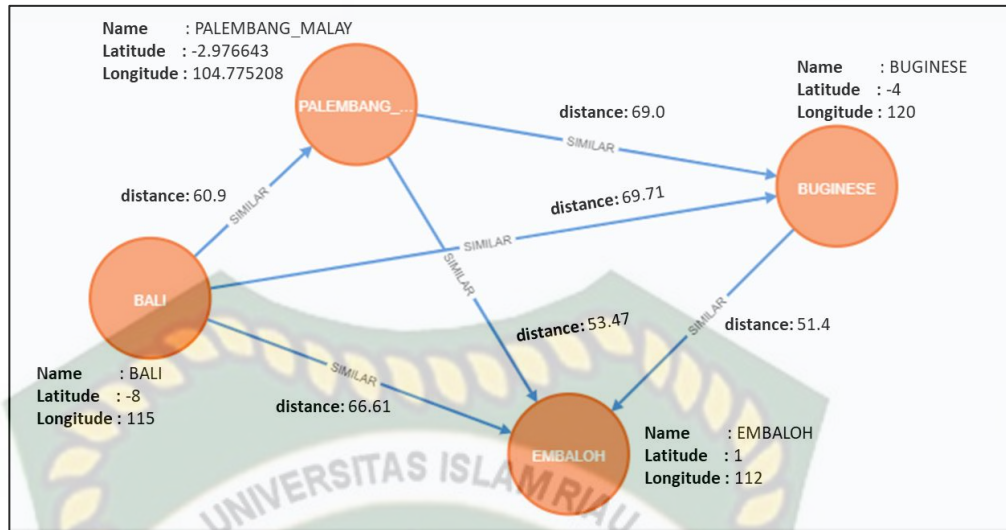 Name : PALEMBANG_MALAY
Latitude : -2.976643
Longitude : 104.775208
PALEMBANG_...
Name : BUGINESE
Latitude : -4
Longitude : 120
BUGINESE
distance: 69.0
SIMILAR
distance: 60.9
SIMILAR
distance: 69.71
SIMILAR
BALI
SIMILAR
distance: 53.47
SIMILAR
distance: 51.4
SIMILAR
distance: 66.61
Name : BALI
Latitude : -8
Longitude : 115
EMBALOH
Name : EMBALOH
Latitude : 1
Longitude : 112
UNIVERSITAS ISLAM RIAU